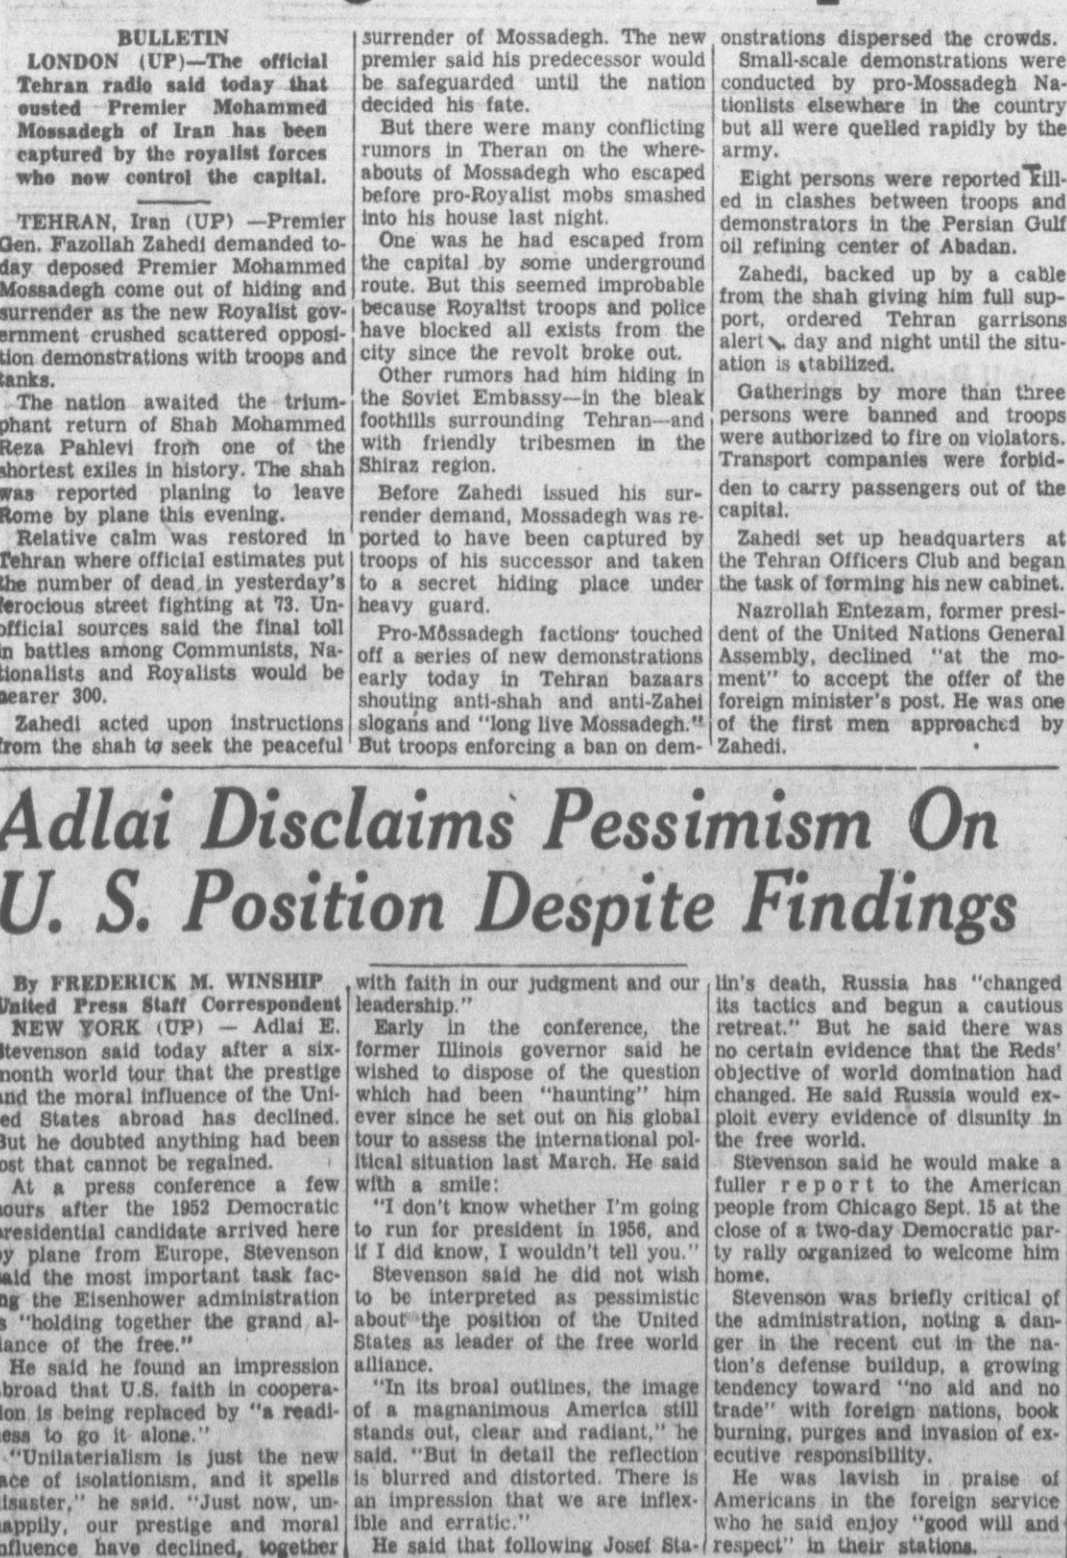 BULLETIN
LONDON (UP)—The official
Tehran radio said today that
ousted Premier Mohammed
Mossadegh of Iran has been
captured by the royalist forces
who now control the capital.
TEHRAN, Iran (UP) —Premier
Gen. Fazollah Zahedi demanded to-
day deposed Premier Mohammed
Mossadegh come out of hiding and
surrender as the new Royalist gov-
ernment crushed scattered opposi-
tion demonstrations with troops and
tanks.
The nation awaited the trium-
phant return of Shah Mohammed
Reza Pahlevi from one of the
shortest exiles in history. The shah
was reported planing to leave
Rome by plane this evening.
Relative calm was restored in
Tehran where official estimates put
the number of dead in yesterday's
ferocious street fighting at 73. Un-
official sources said the final toll
in battles among Communists, Na-
tionalists and Royalists would be
nearer 300.
Zahedi acted upon instructions
from the shah to seek the peaceful
surrender of Mossadegh. The new
premier said his predecessor would
be safeguarded until the nation
decided his fate.
But there were many conflicting
rumors in Theran on the where-
abouts of Mossadegh who escaped
before pro-Royalist mobs smashed
into his house last night.
One was he had escaped from
the capital by some underground
route. But this seemed improbable
because Royalist troops and police
have blocked all exists from the
city since the revolt broke out.
Other rumors had him hiding in
the Soviet Embassy—in the bleak
foothills surrounding Tehran—and
with friendly tribesmen in the
Shiraz region.
Before Zahedi issued his sur-
render demand, Mossadegh was re-
ported to have been captured by
troops of his successor and taken
to a secret hiding place under
heavy guard.
Pro-Mossadegh factions touched
off a series of new demonstrations
early today in Tehran bazaars
shouting anti-shah and anti-Zahei
slogans and "long live Mossadegh."
But troops enforcing a ban on dem-
onstrations dispersed the crowds.
Small-scale demonstrations were
conducted by pro-Mossadegh Na-
tionlists elsewhere in the country
but all were quelled rapidly by the
army.
Eight persons were reported kill-
ed in clashes between troops and
demonstrators in the Persian Gulf
oil refining center of Abadan.
Zahedi, backed up by a cable
from the shah giving him full sup-
port, ordered Tehran garrisons
alert day and night until the situ-
ation is stabilized.
Gatherings by more than three
persons were banned and troops
were authorized to fire on violators.
Transport companies were forbid-
den to carry passengers out of the
capital.
Zahedi set up headquarters at
the Tehran Officers Club and began
the task of forming his new cabinet.
Nazrollah Entezam, former presi-
dent of the United Nations General
Assembly, declined "at the mo-
ment" to accept the offer of the
foreign minister's post. He was one
of the first men approached by
Zahedi.
Adlai Disclaims Pessimism On
U. S. Position Despite Findings
By FREDERICK M. WINSHIP
United Press Staff Correspondent
NEW YORK (UP) — Adlai E.
Stevenson said today after a six-
month world tour that the prestige
and the moral influence of the Uni-
ted States abroad has declined.
But he doubted anything had been
lost that cannot be regained.
At a press conference a few
hours after the 1952 Democratic
presidential candidate arrived here
by plane from Europe, Stevenson
said the most important task fac-
ing the Eisenhower administration
is "holding together the grand al-
liance of the free."
He said he found an impression
abroad that U.S. faith in coopera-
tion is being replaced by "a readi-
ness to go it alone."
"Unilateralism is just the new
face of isolationism, and it spells
disaster," he said. "Just now, un-
happily, our prestige and moral
influence have declined, together
with faith in our judgment and our
leadership."
Early in the conference, the
former Illinois governor said he
wished to dispose of the question
which had been "haunting" him
ever since he set out on his global
tour to assess the international pol-
itical situation last March. He said
with a smile:
"I don't know whether I'm going
to run for president in 1956, and
if I did know, I wouldn't tell you."
Stevenson said he did not wish
to be interpreted as pessimistic
about the position of the United
States as leader of the free world
alliance.
"In its broal outlines, the image
of a magnanimous America still
stands out, clear and radiant," he
said. "But in detail the reflection
is blurred and distorted. There is
an impression that we are inflex-
ible and erratic."
He said that following Josef Sta-
lin's death, Russia has "changed
its tactics and begun a cautious
retreat." But he said there was
no certain evidence that the Reds'
objective of world domination had
changed. He said Russia would ex-
ploit every evidence of disunity in
the free world.
Stevenson said he would make a
fuller report to the American
people from Chicago Sept. 15 at the
close of a two-day Democratic par-
ty rally organized to welcome him
home.
Stevenson was briefly critical of
the administration, noting a dan-
ger in the recent cut in the na-
tion's defense buildup, a growing
tendency toward "no aid and no
trade" with foreign nations, book
burning, purges and invasion of ex-
ecutive responsibility.
He was lavish in praise of
Americans in the foreign service
who he said enjoy "good will and
respect" in their stations.